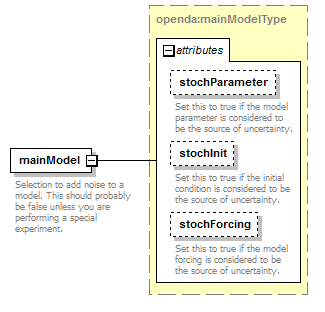 openda:mainModelType
attributes
stochParameter
Set this to true if the model
parameter is considered to
be the source of uncertainty.
mainModel
Selection to add noise to a
model. This should probably
be false unless you are
performing a special
experiment.
stochInit
Set this to true if the initial
condition is considered to be
the source of uncertainty.
stochForcing
Set this to true if the model
forcing is considered to be
the source of uncertainty.